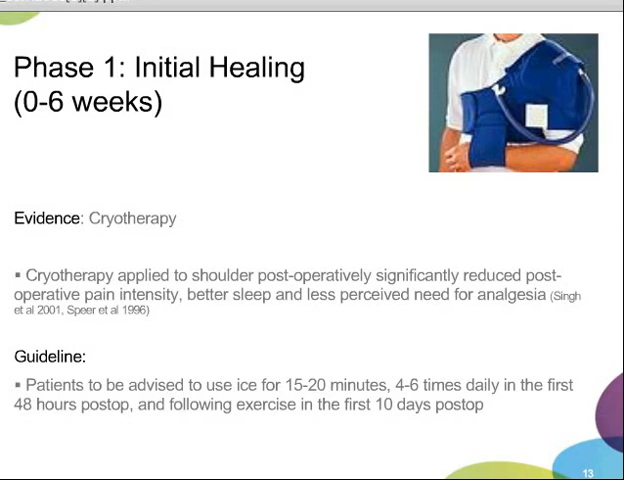 Phase 1: Initial Healing
(0-6 weeks)
Evidence: Cryotherapy
▪ Cryotherapy applied to shoulder post-operatively significantly reduced post-
operative pain intensity, better sleep and less perceived need for analgesia (Singh
et al 2001, Speer et al 1996)
Guideline:
▪ Patients to be advised to use ice for 15-20 minutes, 4-6 times daily in the first
48 hours postop, and following exercise in the first 10 days postop
13